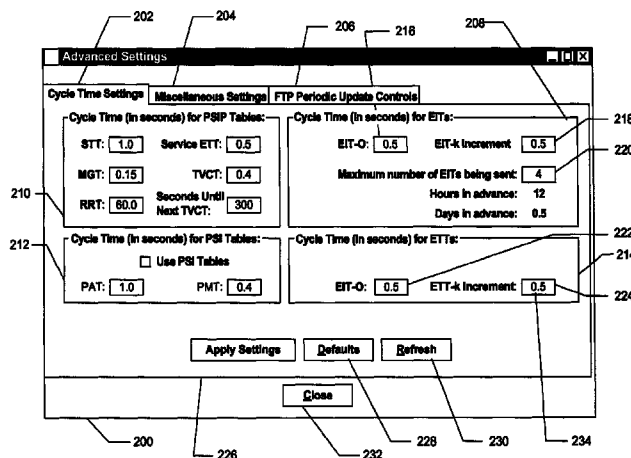 202
204
206
216
208
Advanced Settings
Cycle Time Settings
Miscellaneous Settings
FTP Periodic Update Controls
Cycle Time (in seconds) for PSIP Tables:
STT: 1.0 Service ETT: 0.5
MGT: 0.15 TVCT: 0.4
RRT: 60.0 Seconds Until
Next TVCT: 300
Cycle Time (in seconds) for EITs:
EIT-O: 0.5 EIT-k Increment 0.5
Maximum number of EITs being sent: 4
Hours in advance: 12
Days in advance: 0.5
218
220
210
212
Cycle Time (in seconds) for PSI Tables:
Use PSI Tables
PAT: 1.0 PMT: 0.4
Cycle Time (in seconds) for ETTs:
EIT-O: 0.5 ETT-k Increment: 0.5
222
214
224
Apply Settings
Defaults
Refresh
Close
200
226
232
228
230
234